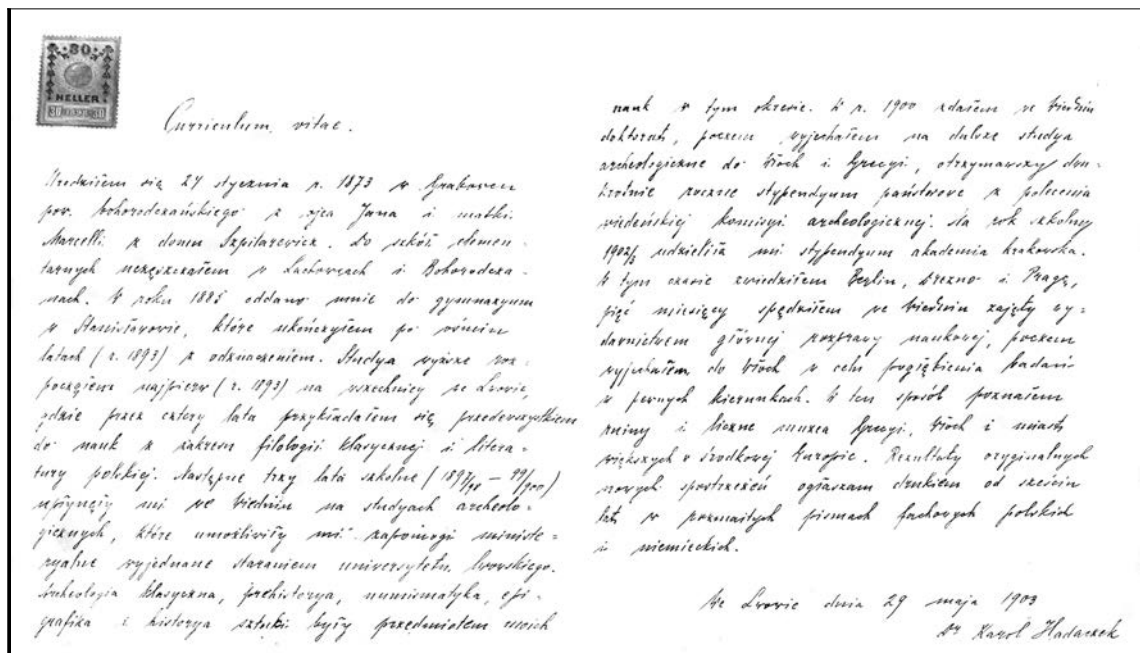 30
HELLER
Curriculum vitae.
Urodziłem się 24 stycznia r. 1873 w Grabowcu
pow. bohorodczańskiego z ojca Jana i matki
Marcelli z domu Szpilarewicz. Do szkół elemen-
tarnych uczęszczałem w Lachowcach i Bohorodcza-
nach. W roku 1885 oddano mnie do gymnazyum
w Stanisławowie, które ukończyłem po ośmiu
latach (r. 1893) z odznaczeniem. Studya wyższe roz-
począłem najpierw (r. 1893) na wszechnicy we Lwowie,
gdzie przez cztery lata przykładałem się przedewszystkiem
do nauk z zakresu filologii klasycznej i litera-
tury polskiej. Następne trzy lata szkolne (1897/98 – 99/900)
upłynęły mi we Wiedniu na studyach archeolo-
gicznych, które umożliwiły mi zapomogi ministe-
ryalne wyjednane staraniem uniwersytetu lwowskiego.
Archeologia klasyczna, prehistorya, numizmatyka, epi-
grafika i historya sztuki były przedmiotem moich
nauk w tym okresie. W r. 1900 zdałem we Wiedniu
doktorat, poczem wyjechałem na dalsze studya
archeologiczne do Włoch i Grecyi, otrzymawszy dwu-
krotnie roczne stypendyum państwowe z polecenia
wiedeńskiej komisyi archeologicznej. Na rok szkolny
1902/3 udzieliła mi stypendyum akademia krakowska.
W tym czasie zwiedziłem Berlin, Drezno i Pragę,
pięć miesięcy spędziłem we Wiedniu zajęty wy-
dawnictwem głównej rozprawy naukowej, poczem
wyjechałem do Włoch w celu pogłębienia badań
w pewnych kierunkach. W ten sposób poznałem
ruiny i liczne muzea Grecyi, Włoch i miast
większych w środkowej Europie. Rezultaty oryginalnych
nowych spostrzeżeń ogłaszam drukiem od sześciu
lat w rozmaitych pismach fachowych polskich
i niemieckich.
We Lwowie dnia 29 maja 1903
Dr Karol Hadaczek